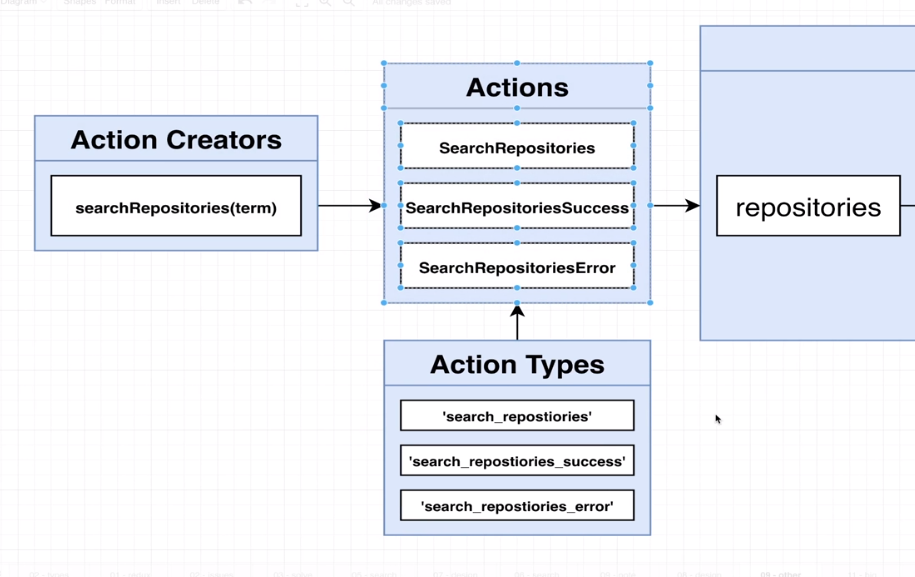 Diagram Shapes Format Insert Delete All changes saved
Action Creators
searchRepositories(term)
Actions
SearchRepositories
SearchRepositoriesSuccess
SearchRepositoriesError
repositories
Action Types
'search_repostiories'
'search_repostiories_success'
'search_repostiories_error'